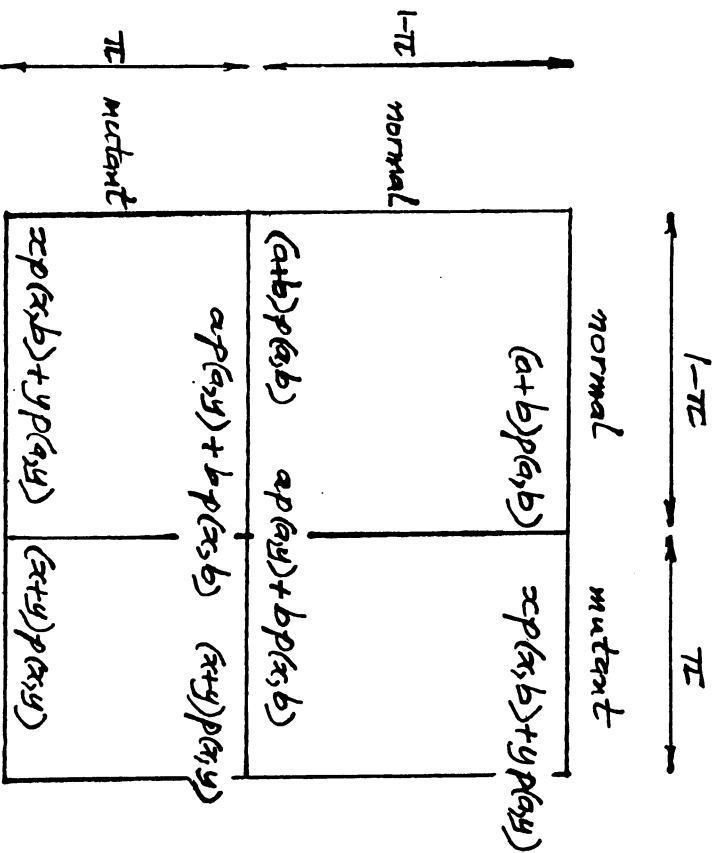 1-π π
normal mutant
(a+b)p(a,b) xp(x,b)+yp(a,y)
1-π normal
(a+b)p(a,b) ap(a,y)+bp(x,b)
ap(a,y)+bp(x,b) (x+y)p(x,y)
π mutant
xp(x,b)+yp(a,y) (x+y)p(x,y)